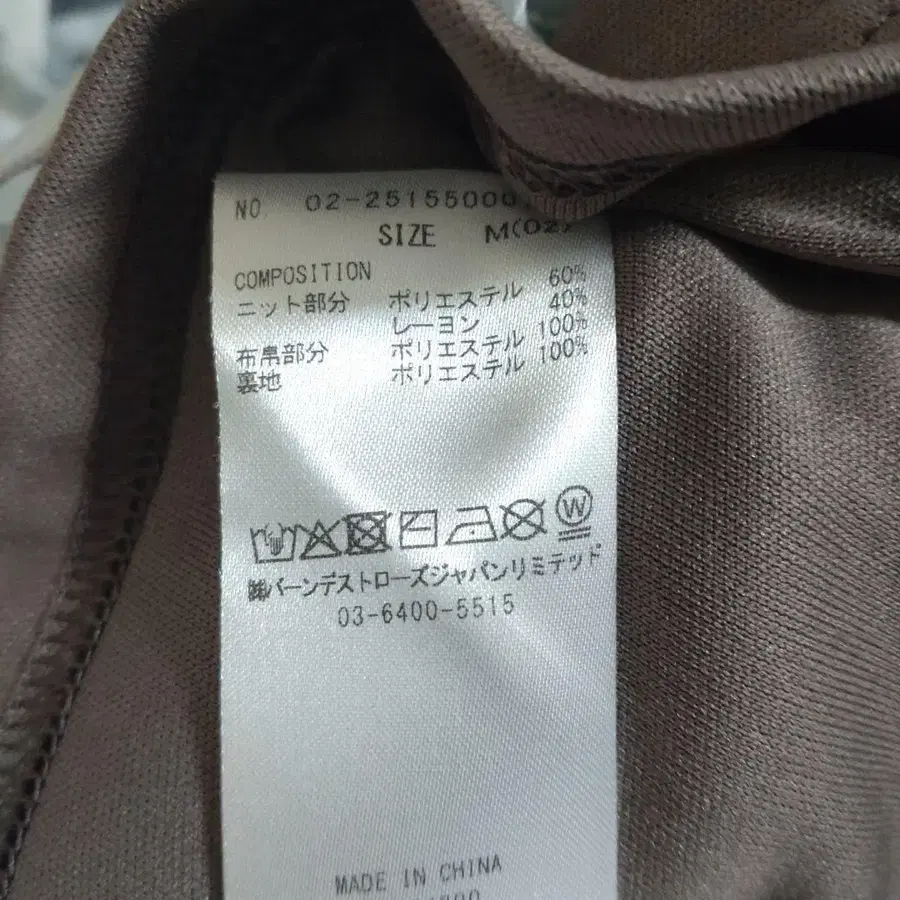 NO 02-25155000
SIZE M(02)
COMPOSITION
ニット部分 ポリエステル 60%
レーヨン 40%
布帛部分 ポリエステル 100%
裏地 ポリエステル 100%
W
㈱バーンデストローズジャパンリミテッド
03-6400-5515
MADE IN CHINA